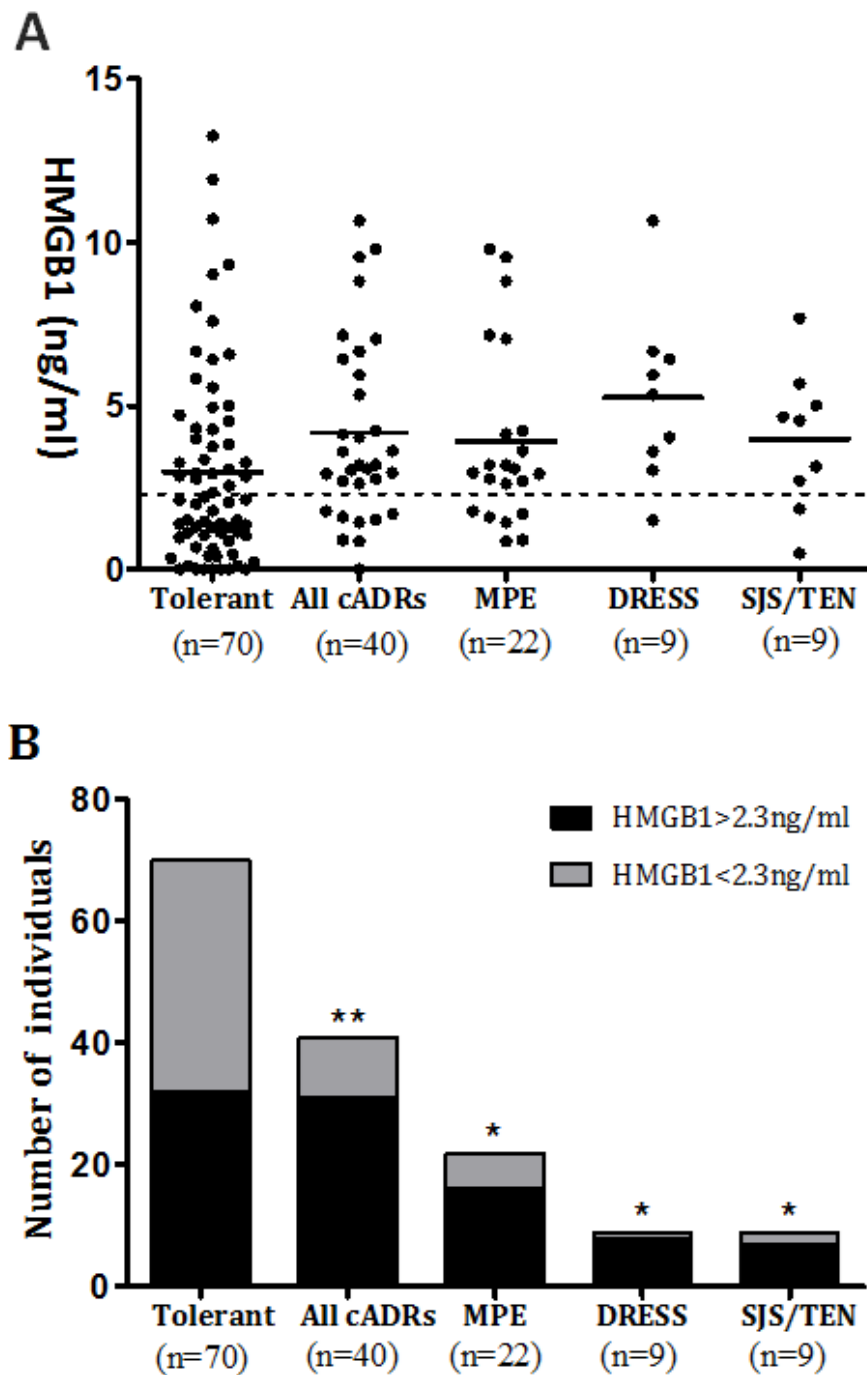 A
HMGB1 (ng/ml)
15
10
5
0
Tolerant All cADRs MPE DRESS SJS/TEN
(n=70) (n=40) (n=22) (n=9) (n=9)
B
Number of individuals
80
60
40
20
0
HMGB1>2.3ng/ml
HMGB1<2.3ng/ml
** * * *
Tolerant All cADRs MPE DRESS SJS/TEN
(n=70) (n=40) (n=22) (n=9) (n=9)